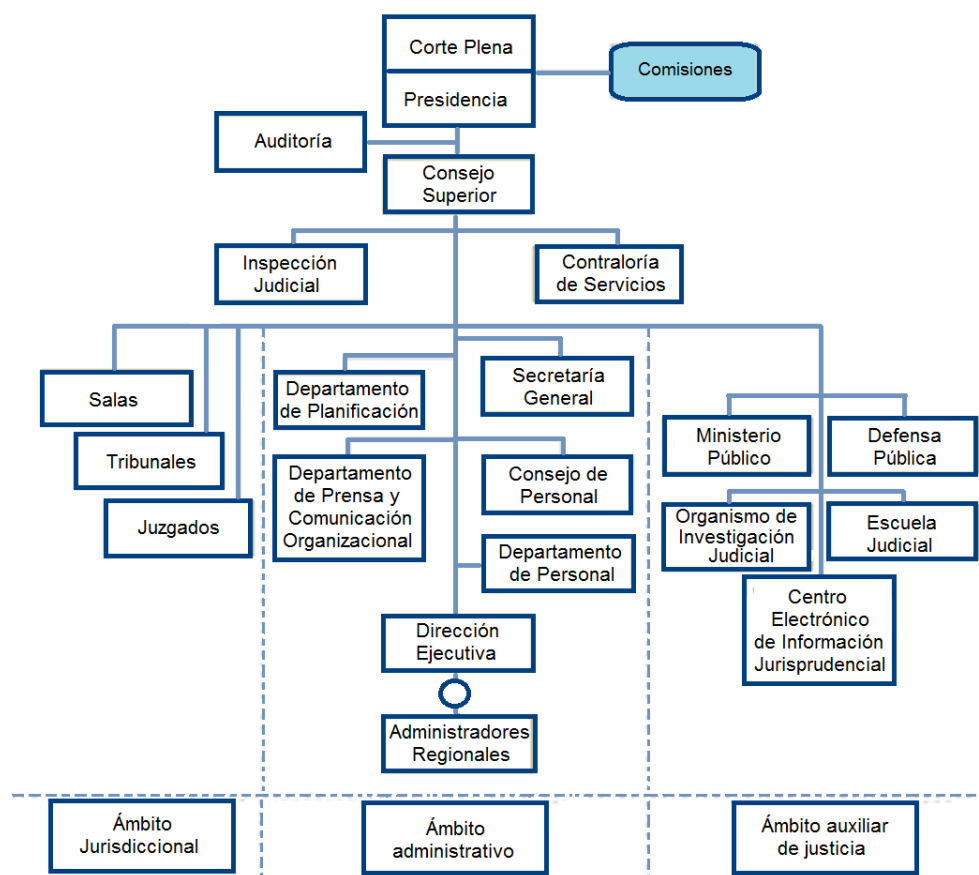 Corte Plena
Presidencia
Comisiones
Auditoría
Consejo
Superior
Inspección
Judicial
Contraloría
de Servicios
Salas
Tribunales
Juzgados
Departamento
de Planificación
Secretaría
General
Departamento
de Prensa y
Comunicación
Organizacional
Consejo de
Personal
Departamento
de Personal
Dirección
Ejecutiva
Administradores
Regionales
Ministerio
Público
Defensa
Pública
Organismo de
Investigación
Judicial
Escuela
Judicial
Centro
Electrónico
de Información
Jurisprudencial
Ámbito
Jurisdiccional
Ámbito
administrativo
Ámbito auxiliar
de justicia